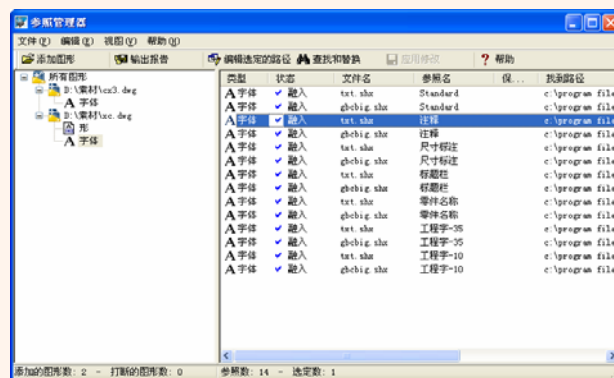 参照管理器
文件(F) 编辑(E) 视图(V) 帮助(H)
添加图形 输出报告 编辑选定的路径 查找和替换 应用修改 ? 帮助
所有图形
D:\素材\cx3.dwg
A 字体
D:\素材\xc.dwg
形
A 字体
类型 状态 文件名 参照名 保... 找到路径
A 字体 融入 txt.shx Standard c:\program file
A 字体 融入 gbcbig.shx Standard c:\program file
A 字体 融入 txt.shx 注释 c:\program file
A 字体 融入 gbcbig.shx 注释 c:\program file
A 字体 融入 txt.shx 尺寸标注 c:\program file
A 字体 融入 gbcbig.shx 尺寸标注 c:\program file
A 字体 融入 txt.shx 标题栏 c:\program file
A 字体 融入 gbcbig.shx 标题栏 c:\program file
A 字体 融入 txt.shx 零件名称 c:\program file
A 字体 融入 gbcbig.shx 零件名称 c:\program file
A 字体 融入 txt.shx 工程字-35 c:\program file
A 字体 融入 gbcbig.shx 工程字-35 c:\program file
A 字体 融入 txt.shx 工程字-10 c:\program file
A 字体 融入 gbcbig.shx 工程字-10 c:\program file
添加的图形数: 2 - 打断的图形数: 0 参照数: 14 - 选定数: 1